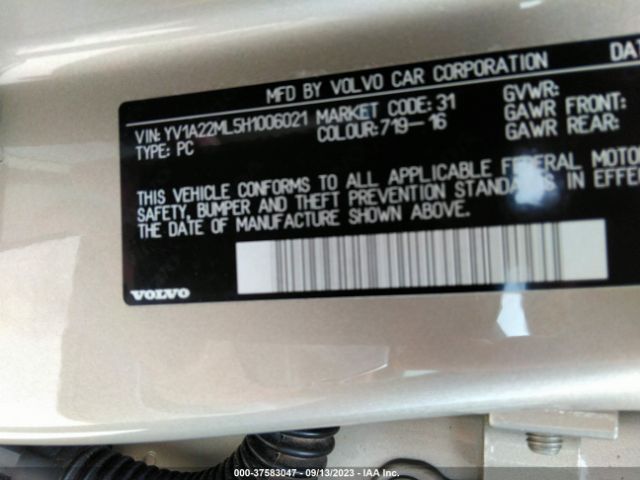 MFD BY VOLVO CAR CORPORATION DAT
VIN: YV1A22ML5H1006021 MARKET CODE: 31 GVWR:
TYPE: PC COLOUR: 719-16 GAWR FRONT:
GAWR REAR:
THIS VEHICLE CONFORMS TO ALL APPLICABLE FEDERAL MOTOR
SAFETY, BUMPER AND THEFT PREVENTION STANDARDS IN EFFEC
THE DATE OF MANUFACTURE SHOWN ABOVE.
VOLVO
000-37583047 - 09/13/2023 - IAA Inc.